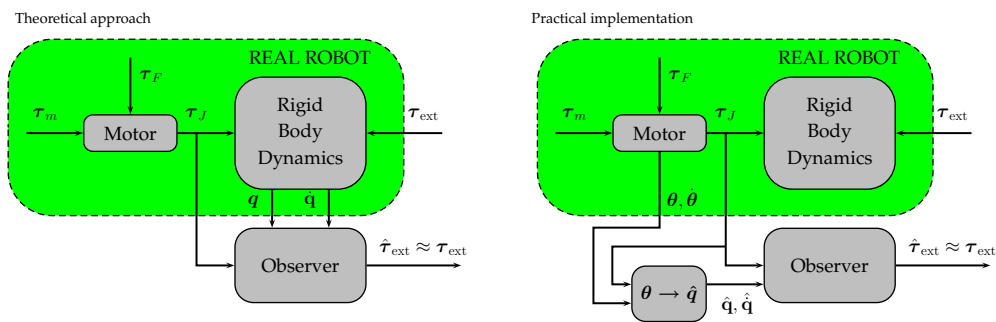 Theoretical approach
REAL ROBOT
τ_F
τ_m
Motor
τ_J
Rigid
Body
Dynamics
τ_ext
q
q̇
Observer
τ̂_ext ≈ τ_ext
Practical implementation
REAL ROBOT
τ_F
τ_m
Motor
τ_J
Rigid
Body
Dynamics
τ_ext
θ, θ̇
Observer
τ̂_ext ≈ τ_ext
θ → q̂
q̂, q̇̂